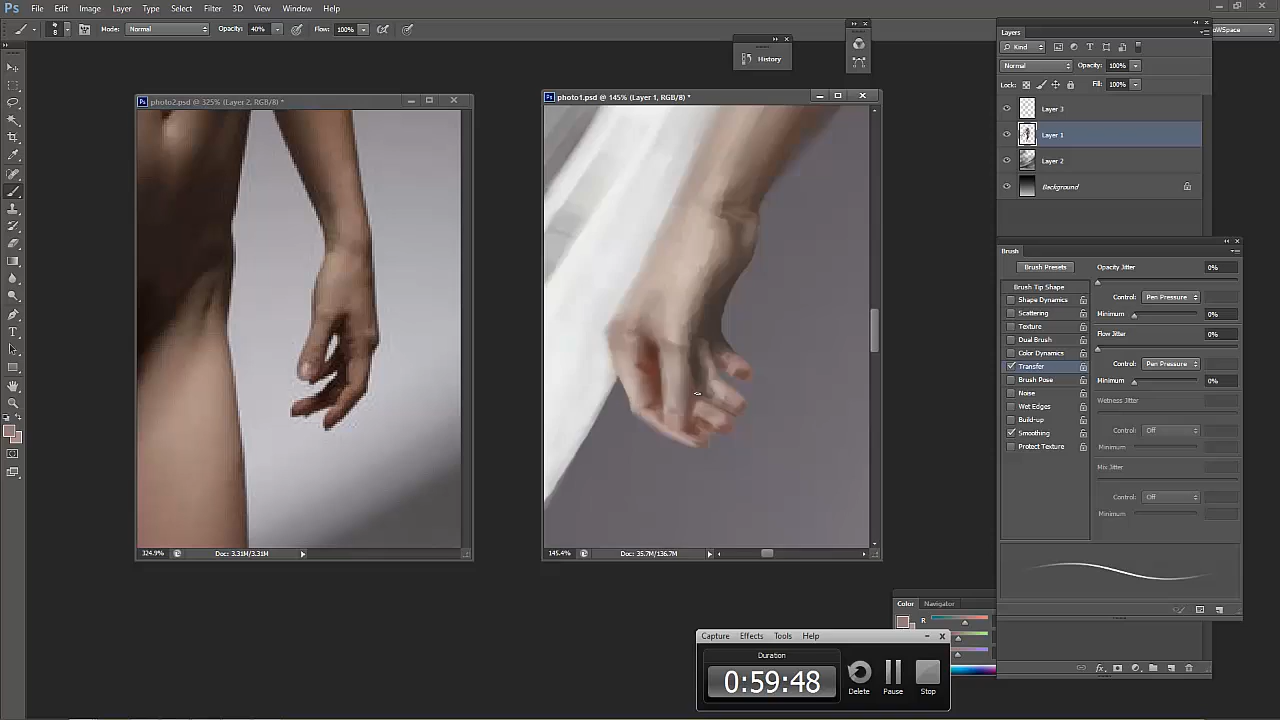 Ps File Edit Image Layer Type Select Filter 3D View Window Help
8 Mode: Normal Opacity: 40% Flow: 100%
History
photo2.psd @ 325% (Layer 2, RGB/8) *
photo1.psd @ 145% (Layer 1, RGB/8) *
324.9% Doc: 3.31M/3.31M
145.4% Doc: 35.7M/136.7M
Layers
Kind
Normal Opacity: 100%
Lock: Fill: 100%
Layer 3
Layer 1
Layer 2
Background
Brush
Brush Presets Opacity Jitter 0%
Brush Tip Shape
Shape Dynamics Control: Pen Pressure
Scattering Minimum 0%
Texture
Dual Brush Flow Jitter 0%
Color Dynamics
Transfer Control: Pen Pressure
Brush Pose Minimum 0%
Noise
Wet Edges Wetness Jitter
Build-up
Smoothing Control: Off
Protect Texture Minimum
Mix Jitter
Control: Off
Minimum
Color Navigator
R
Capture Effects Tools Help
Duration
0:59:48
Delete Pause Stop